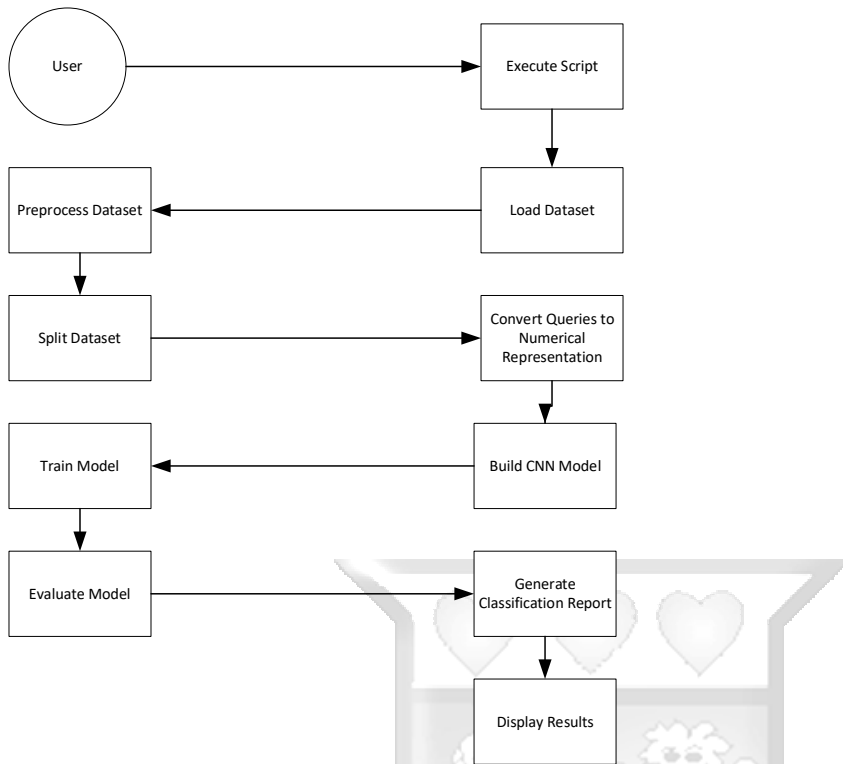 User
Execute Script
Preprocess Dataset
Load Dataset
Split Dataset
Convert Queries to
Numerical
Representation
Train Model
Build CNN Model
Evaluate Model
Generate
Classification Report
Display Results